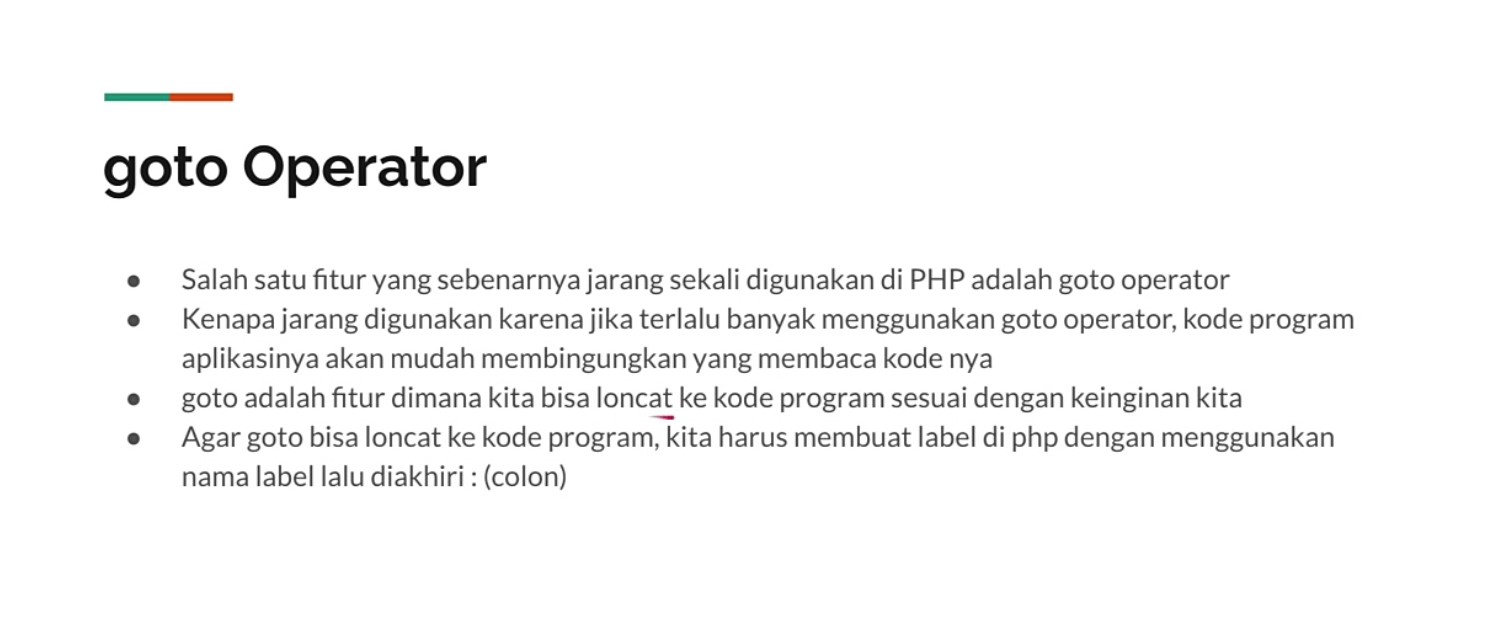 goto Operator
● Salah satu fitur yang sebenarnya jarang sekali digunakan di PHP adalah goto operator
● Kenapa jarang digunakan karena jika terlalu banyak menggunakan goto operator, kode program
aplikasinya akan mudah membingungkan yang membaca kode nya
● goto adalah fitur dimana kita bisa loncat ke kode program sesuai dengan keinginan kita
● Agar goto bisa loncat ke kode program, kita harus membuat label di php dengan menggunakan
nama label lalu diakhiri : (colon)